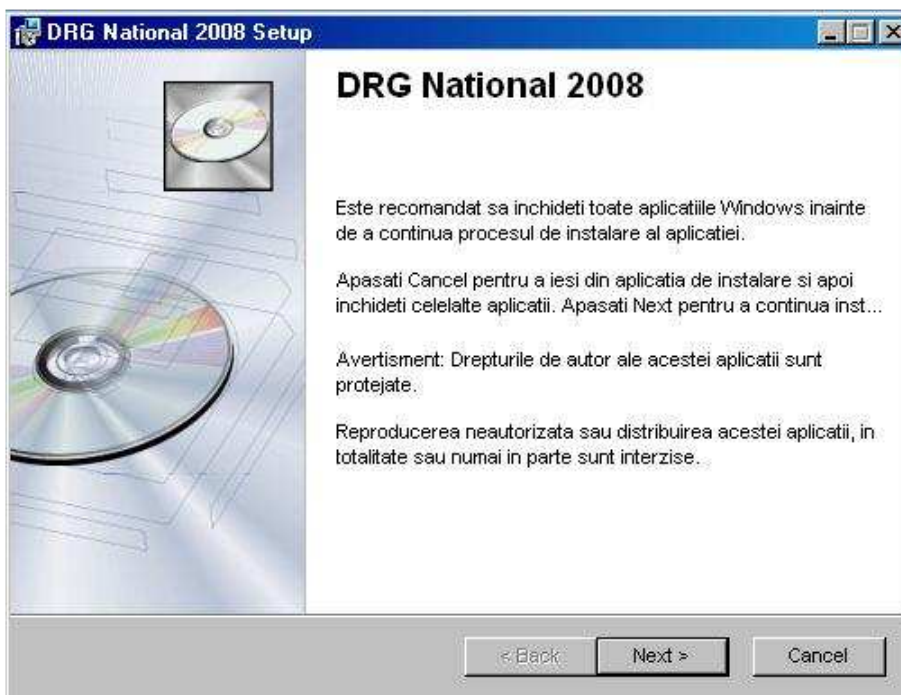 DRG National 2008 Setup
DRG National 2008
Este recomandat sa inchideti toate aplicatiile Windows inainte
de a continua procesul de instalare al aplicatiei.
Apasati Cancel pentru a iesi din aplicatia de instalare si apoi
inchideti celelalte aplicatii. Apasati Next pentru a continua inst...
Avertisment: Drepturile de autor ale acestei aplicatii sunt
protejate.
Reproducerea neautorizata sau distribuirea acestei aplicatii, in
totalitate sau numai in parte sunt interzise.
< Back
Next >
Cancel